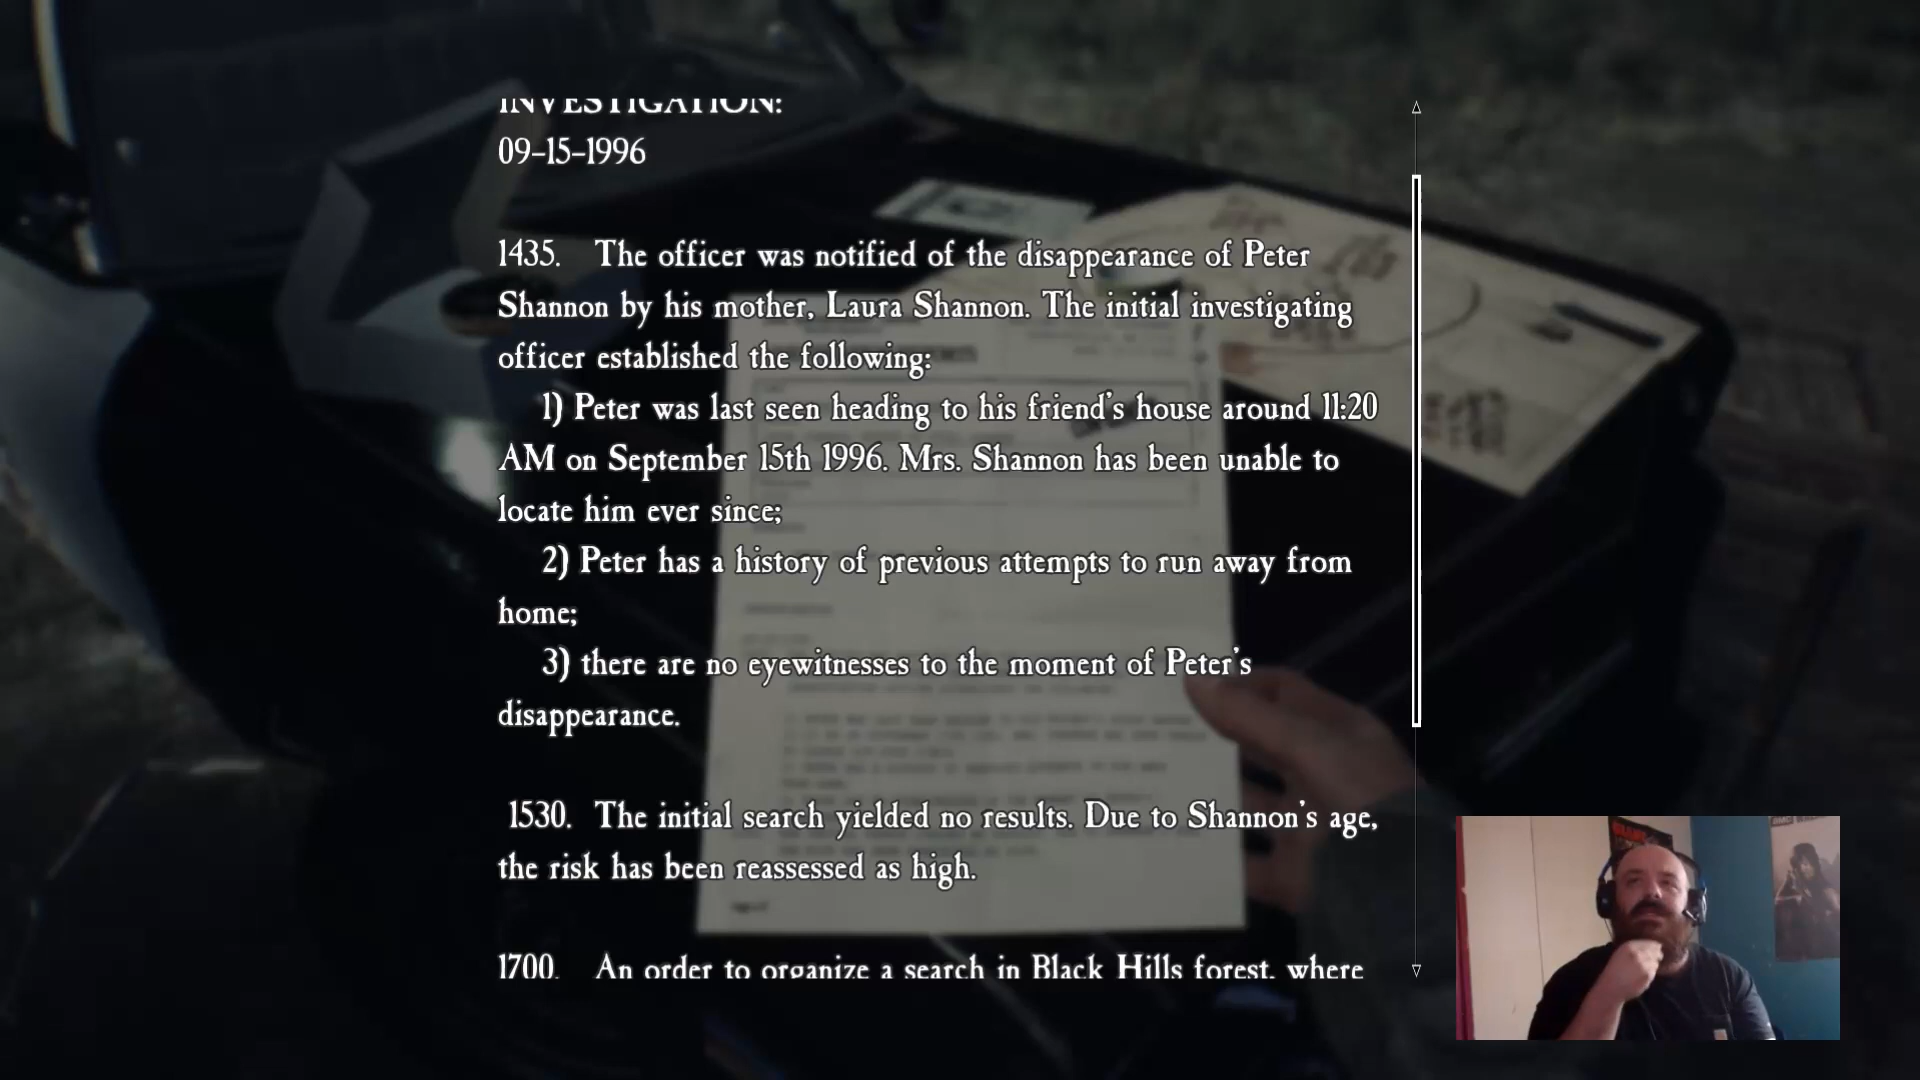 INVESTIGATION:
09-15-1996
1435. The officer was notified of the disappearance of Peter
Shannon by his mother, Laura Shannon. The initial investigating
officer established the following:
1) Peter was last seen heading to his friend's house around 11:20
AM on September 15th 1996. Mrs. Shannon has been unable to
locate him ever since;
2) Peter has a history of previous attempts to run away from
home;
3) there are no eyewitnesses to the moment of Peter's
disappearance.
1530. The initial search yielded no results. Due to Shannon's age,
the risk has been reassessed as high.
1700. An order to organize a search in Black Hills forest, where